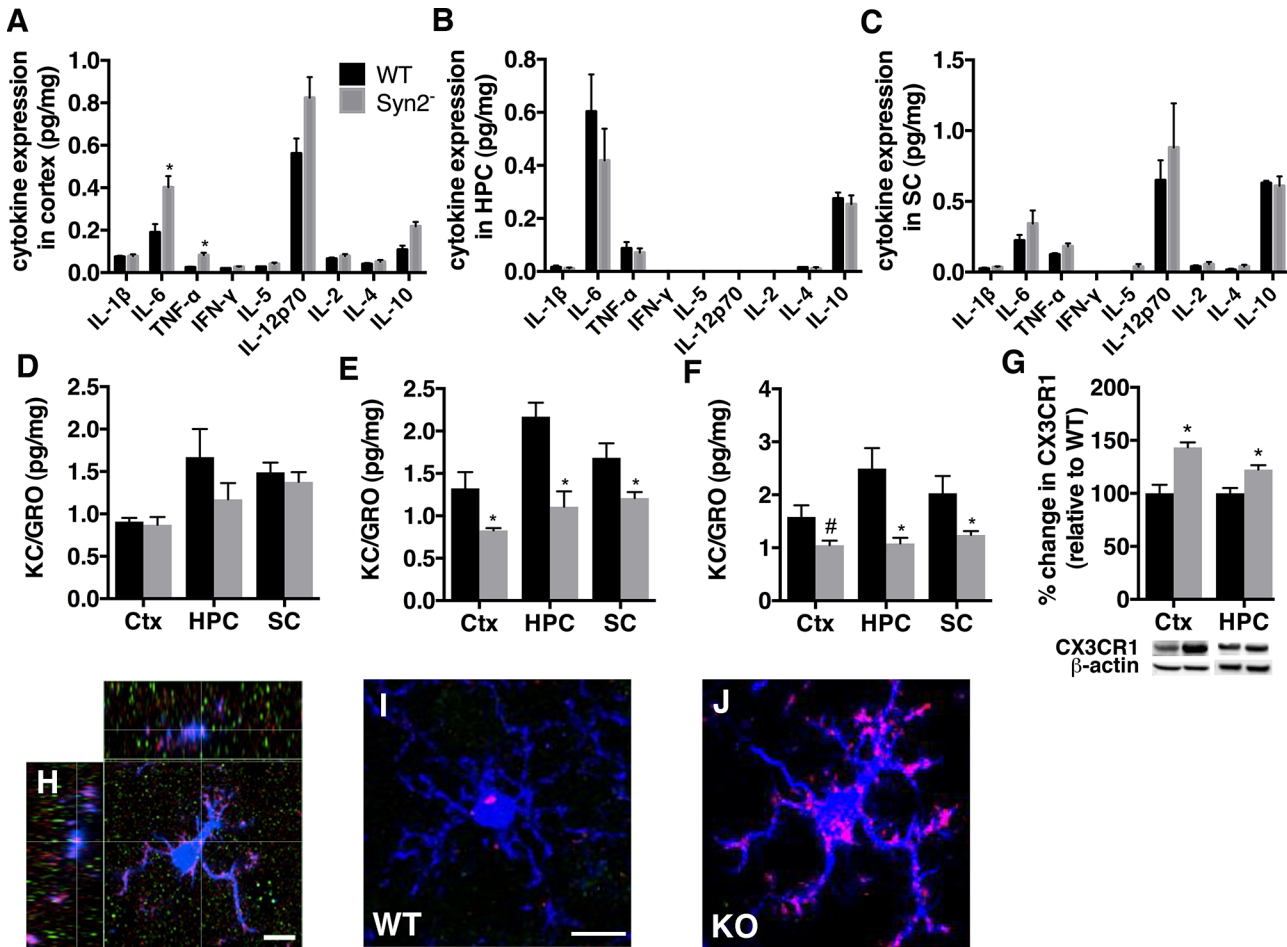 A
cytokine expression
in cortex (pg/mg)
1.0
0.8
0.6
0.4
0.2
0.0
*
*
WT
Syn2-
IL-1β
IL-6
TNF-α
IFN-γ
IL-5
IL-12p70
IL-2
IL-4
IL-10
B
cytokine expression
in HPC (pg/mg)
0.8
0.6
0.4
0.2
0.0
IL-1β
IL-6
TNF-α
IFN-γ
IL-5
IL-12p70
IL-2
IL-4
IL-10
C
cytokine expression
in SC (pg/mg)
1.5
1.0
0.5
0.0
IL-1β
IL-6
TNF-α
IFN-γ
IL-5
IL-12p70
IL-2
IL-4
IL-10
D
KC/GRO (pg/mg)
2.5
2.0
1.5
1.0
0.5
0.0
Ctx HPC SC
E
KC/GRO (pg/mg)
2.5
2.0
1.5
1.0
0.5
0.0
* * *
Ctx HPC SC
F
KC/GRO (pg/mg)
4
3
2
1
0
# * *
Ctx HPC SC
G
% change in CX3CR1
(relative to WT)
200
150
100
50
0
* *
Ctx HPC
CX3CR1
β-actin
H
I
WT
J
KO